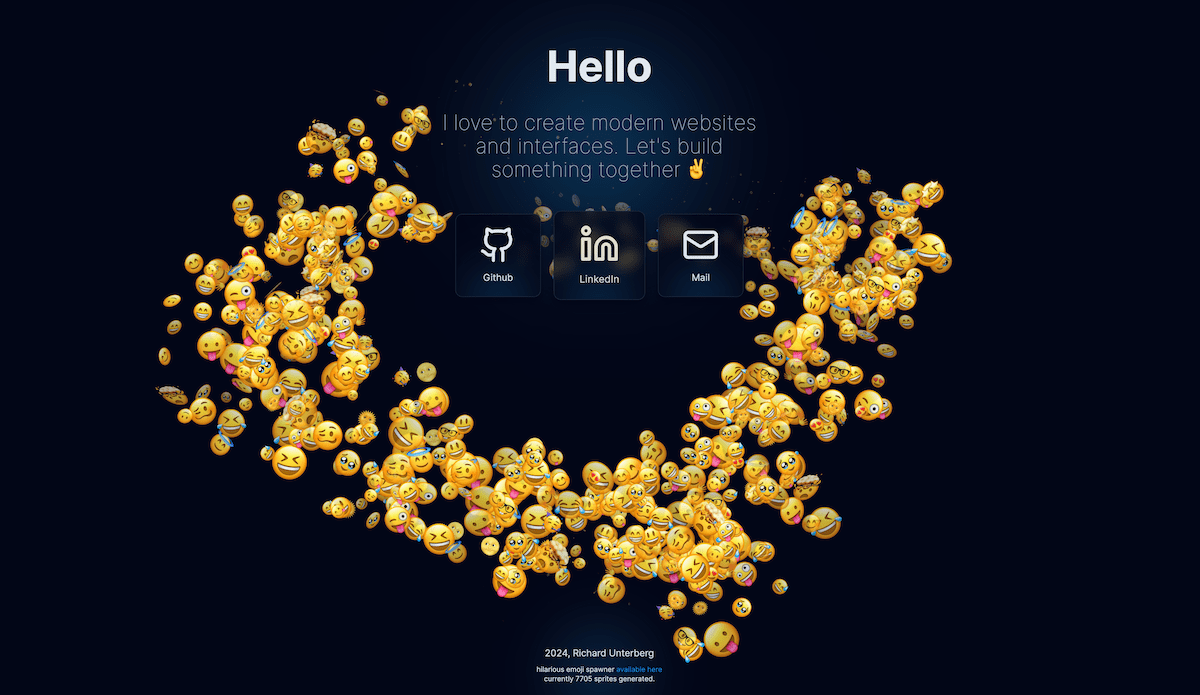 Hello
I love to create modern websites
and interfaces. Let's build
something together ✌️
Github
LinkedIn
Mail
2024, Richard Unterberg
hilarious emoji spawner available here
currently 7705 sprites generated.